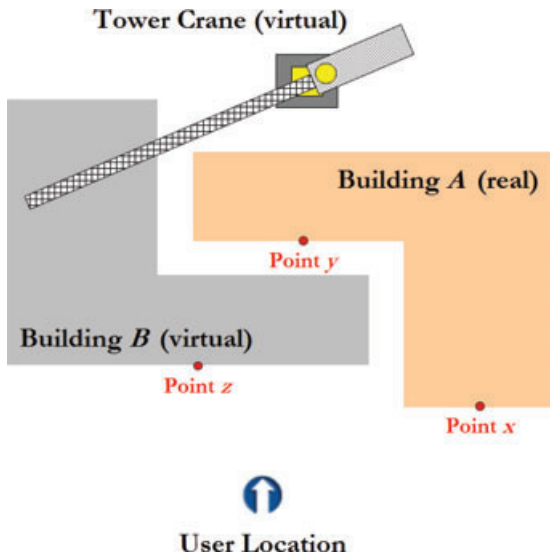 Tower Crane (virtual)
Building A (real)
Point y
Building B (virtual)
Point z
Point x
User Location